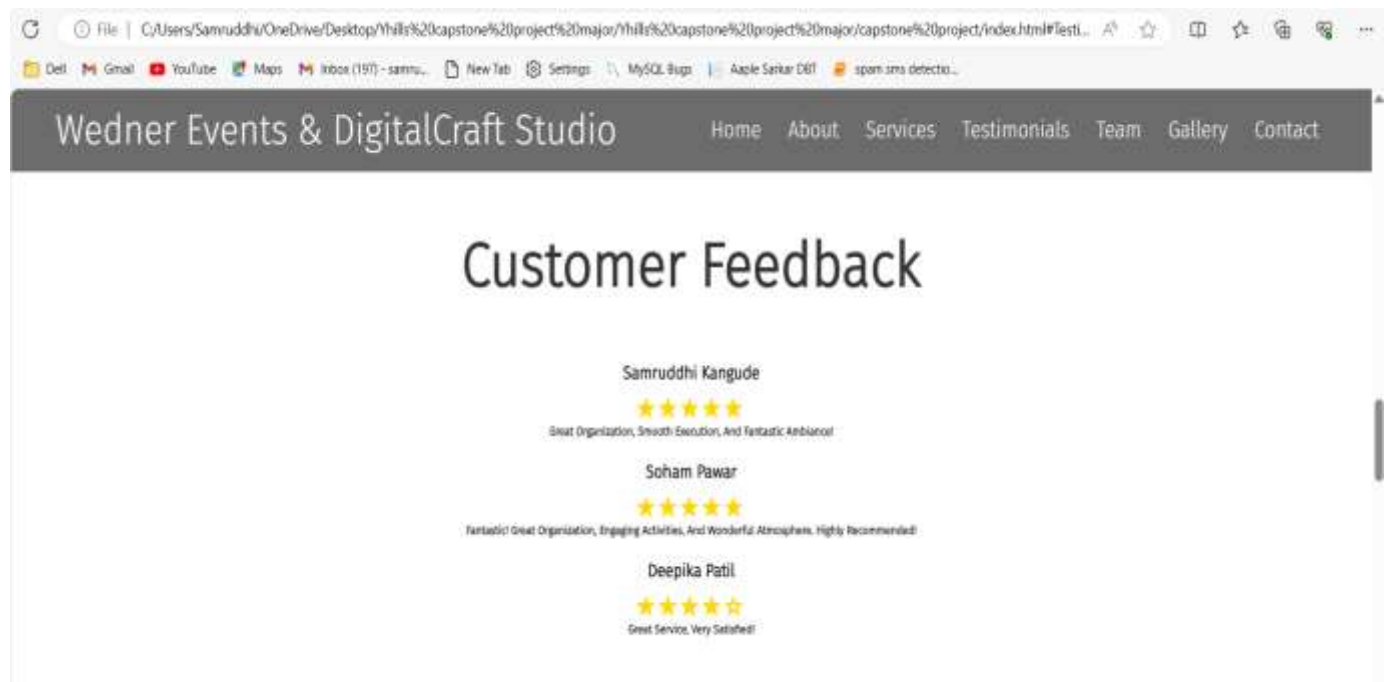 File | C:/Users/Samruddhi/OneDrive/Desktop/Yhills%20capstone%20project%20major/Yhills%20capstone%20project%20major/capstone%20project/index.html#Testi...
Dell Gmail YouTube Maps Inbox (197) - samru... New Tab Settings MySQL Bugs Aaple Sarkar DBT spam sms detectio...
Wedner Events & DigitalCraft Studio Home About Services Testimonials Team Gallery Contact
Customer Feedback
Samruddhi Kangude
Great Organization, Smooth Execution, And Fantastic Ambiance!
Soham Pawar
Fantastic! Great Organization, Engaging Activities, And Wonderful Atmosphere. Highly Recommended!
Deepika Patil
Great Service, Very Satisfied!